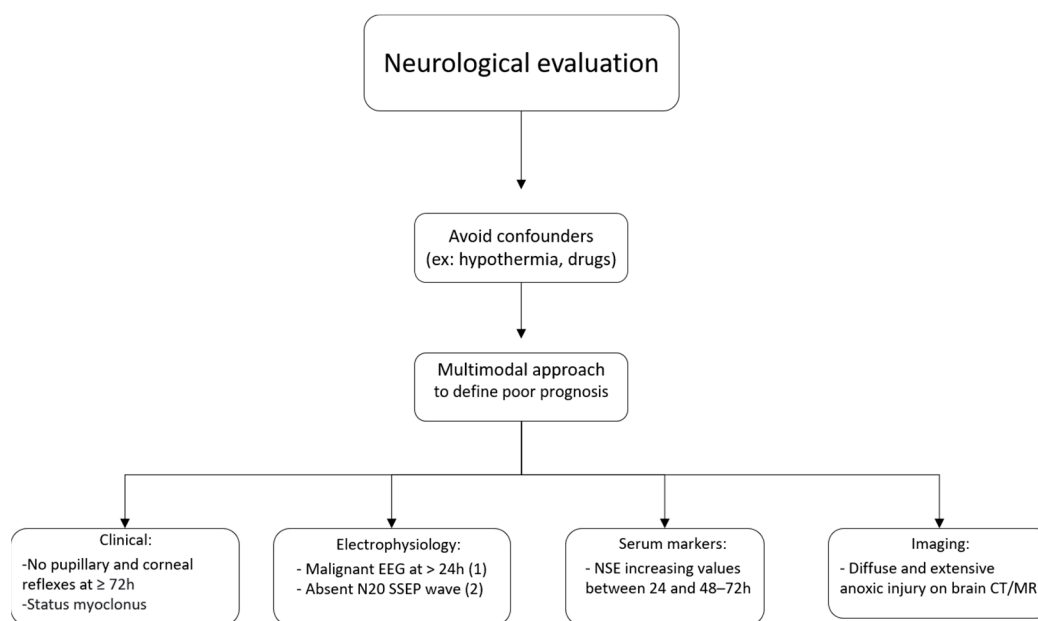 Neurological evaluation
Avoid confounders
(ex: hypothermia, drugs)
Multimodal approach
to define poor prognosis
Clinical:
-No pupillary and corneal
reflexes at ≥ 72h
-Status myoclonus
Electrophysiology:
- Malignant EEG at > 24h (1)
- Absent N20 SSEP wave (2)
Serum markers:
- NSE increasing values
between 24 and 48–72h
Imaging:
- Diffuse and extensive
anoxic injury on brain CT/MR